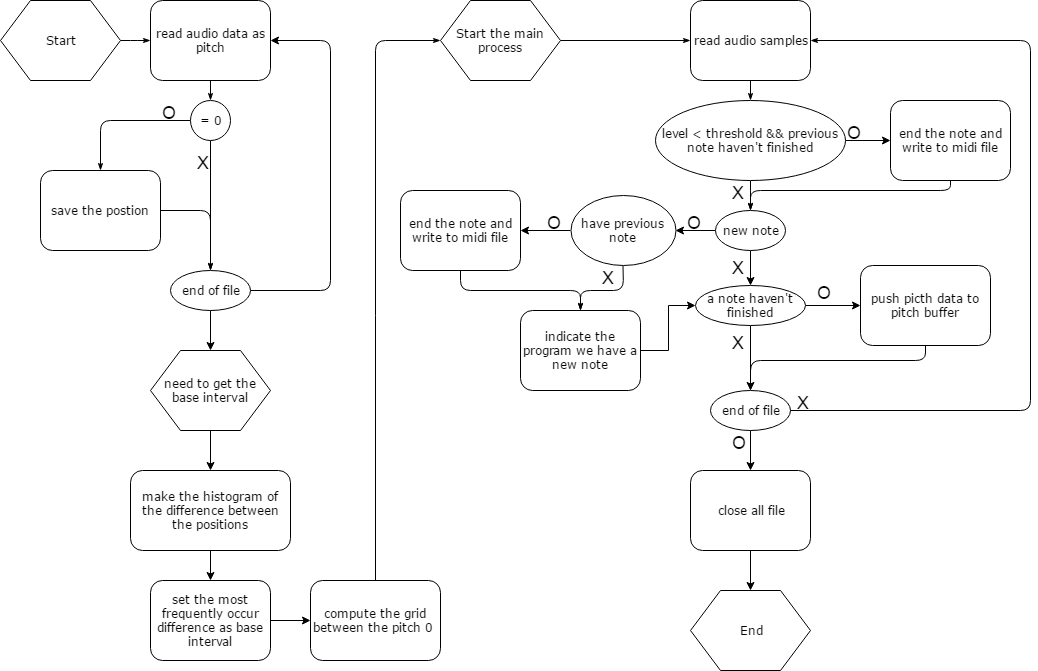 Start
read audio data as
pitch
= 0
O
X
save the postion
end of file
need to get the
base interval
make the histogram of
the difference between
the positions
set the most
frequently occur
difference as base
interval
compute the grid
between the pitch 0
Start the main
process
read audio samples
level < threshold && previous
note haven't finished
O
end the note and
write to midi file
X
new note
O
have previous
note
O
end the note and
write to midi file
X
indicate the
program we have a
new note
X
a note haven't
finished
O
push picth data to
pitch buffer
X
end of file
X
O
close all file
End